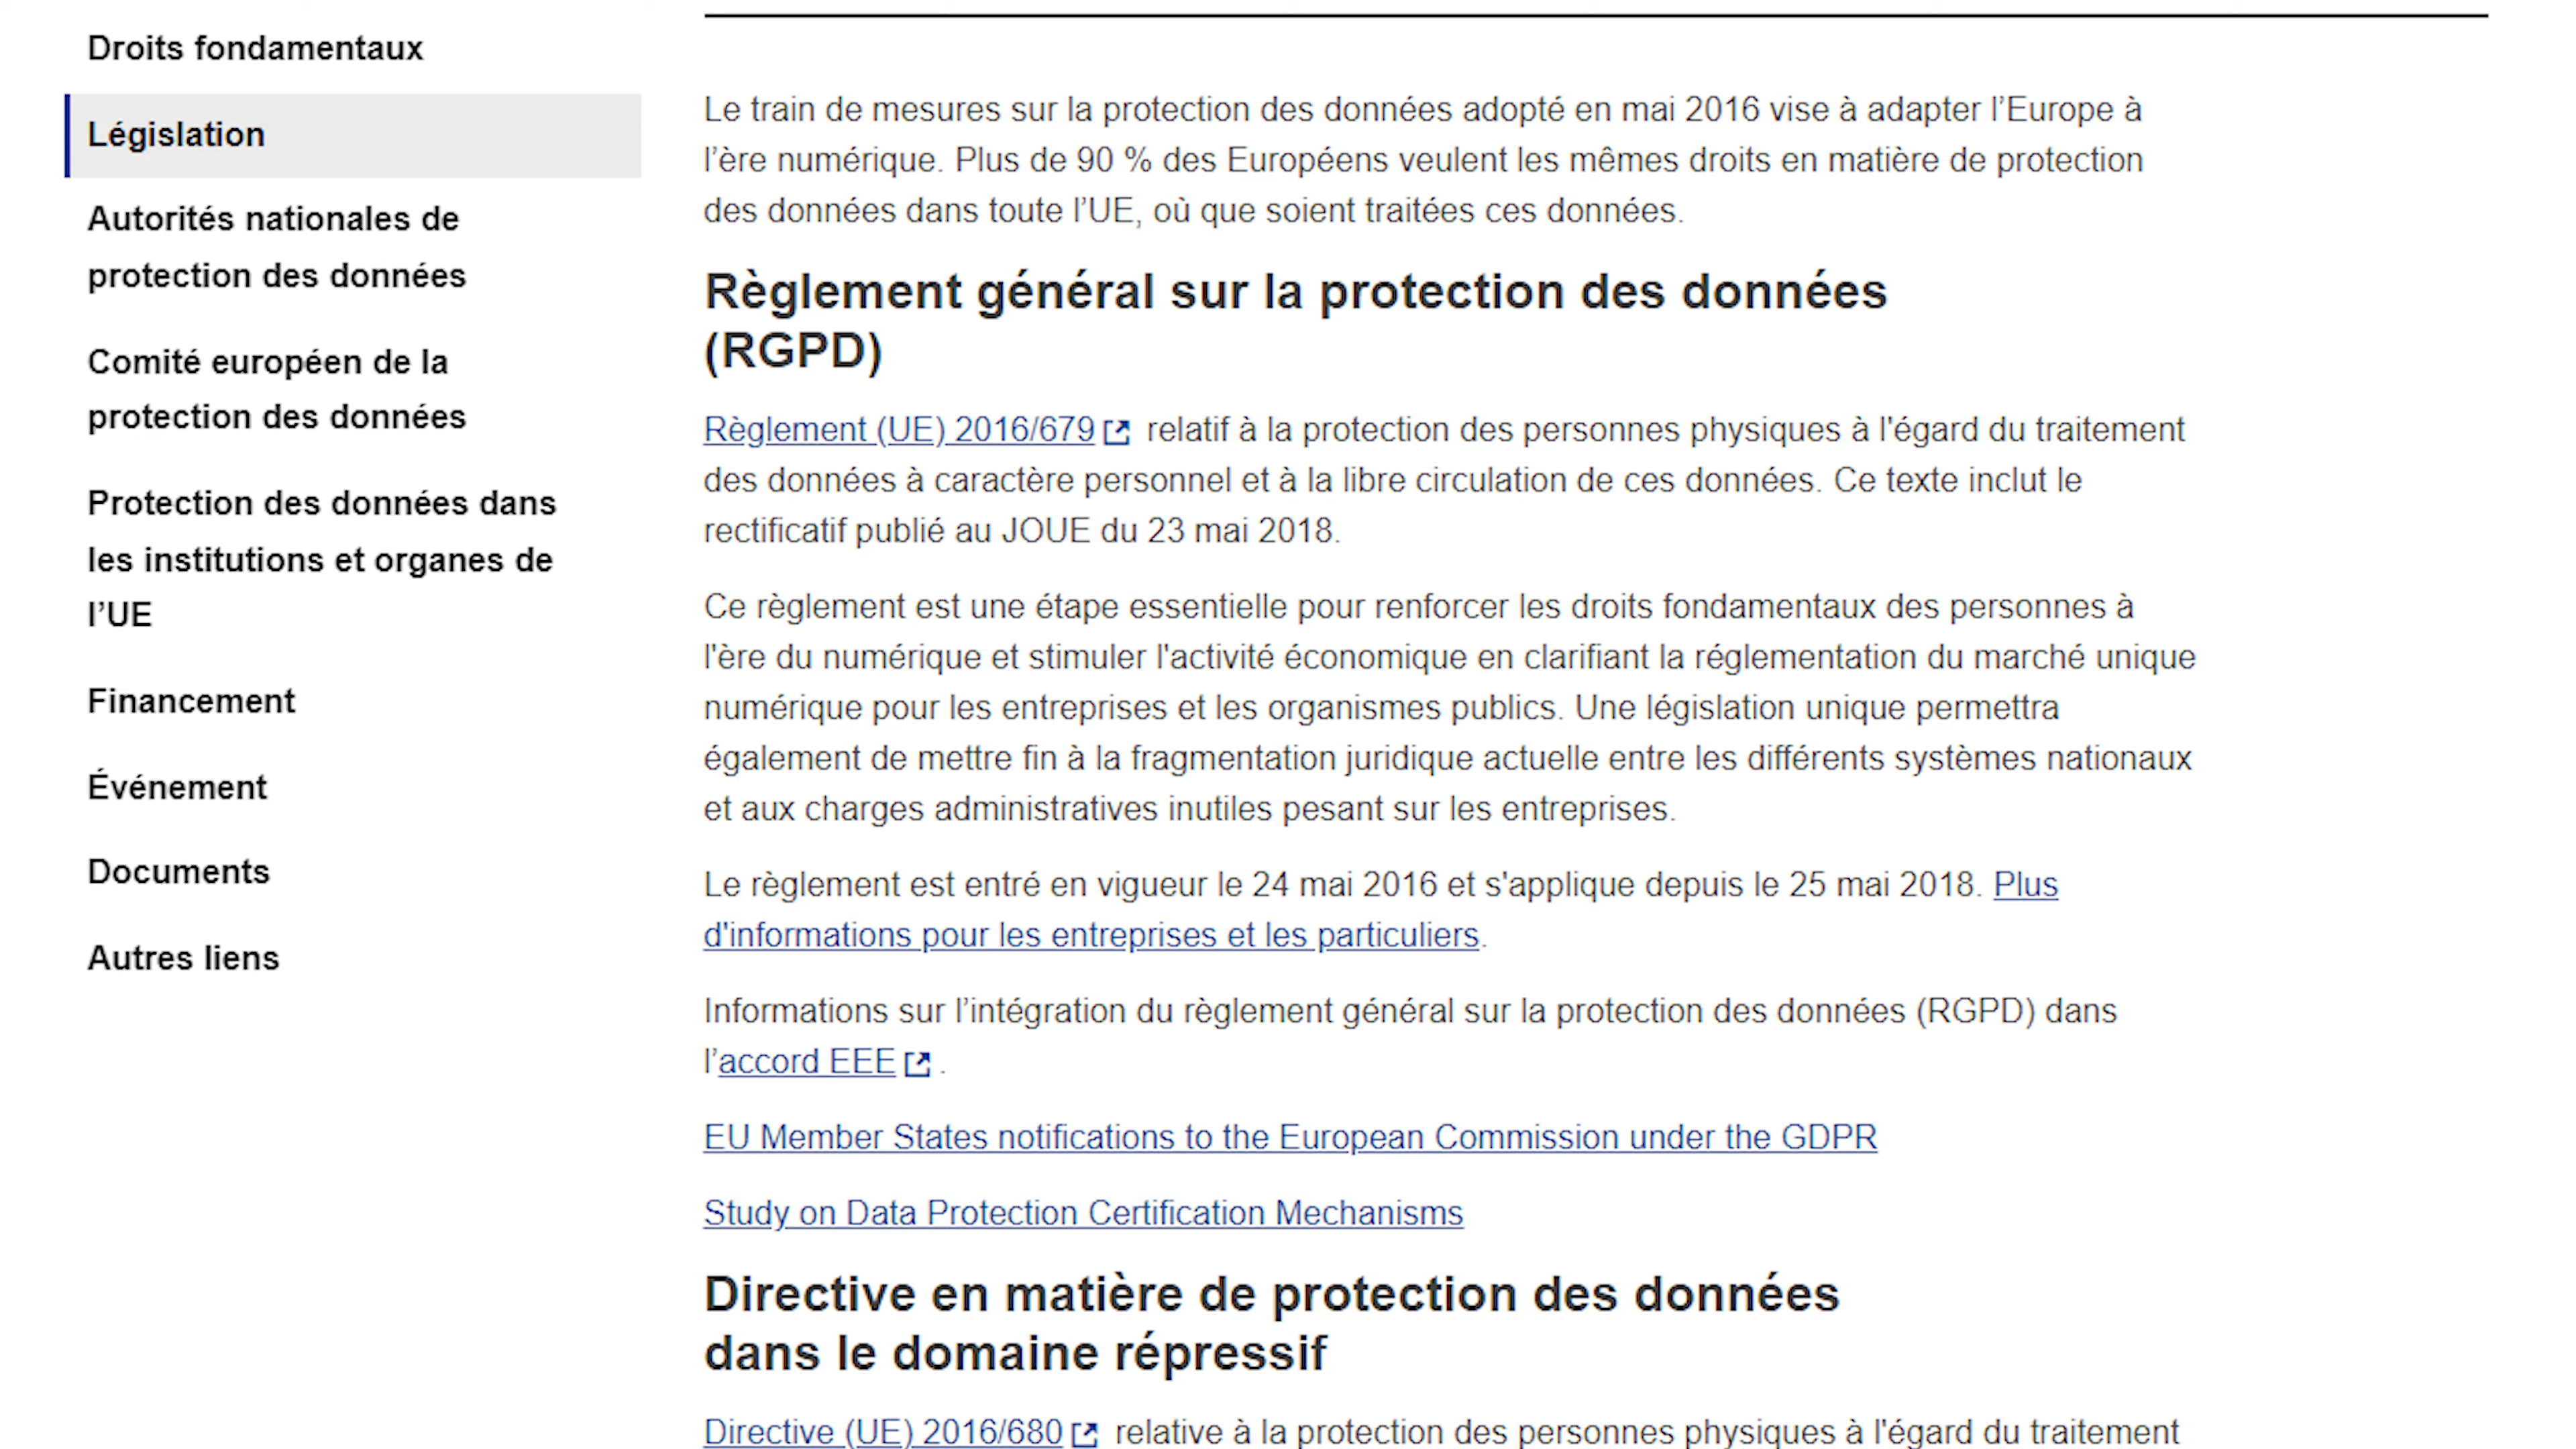 Droits fondamentaux
Législation
Autorités nationales de
protection des données
Comité européen de la
protection des données
Protection des données dans
les institutions et organes de
l’UE
Financement
Événement
Documents
Autres liens
Le train de mesures sur la protection des données adopté en mai 2016 vise à adapter l’Europe à
l’ère numérique. Plus de 90 % des Européens veulent les mêmes droits en matière de protection
des données dans toute l’UE, où que soient traitées ces données.
Règlement général sur la protection des données
(RGPD)
Règlement (UE) 2016/679 relatif à la protection des personnes physiques à l'égard du traitement
des données à caractère personnel et à la libre circulation de ces données. Ce texte inclut le
rectificatif publié au JOUE du 23 mai 2018.
Ce règlement est une étape essentielle pour renforcer les droits fondamentaux des personnes à
l'ère du numérique et stimuler l'activité économique en clarifiant la réglementation du marché unique
numérique pour les entreprises et les organismes publics. Une législation unique permettra
également de mettre fin à la fragmentation juridique actuelle entre les différents systèmes nationaux
et aux charges administratives inutiles pesant sur les entreprises.
Le règlement est entré en vigueur le 24 mai 2016 et s'applique depuis le 25 mai 2018. Plus
d'informations pour les entreprises et les particuliers.
Informations sur l’intégration du règlement général sur la protection des données (RGPD) dans
l’accord EEE .
EU Member States notifications to the European Commission under the GDPR
Study on Data Protection Certification Mechanisms
Directive en matière de protection des données
dans le domaine répressif
Directive (UE) 2016/680 relative à la protection des personnes physiques à l'égard du traitement